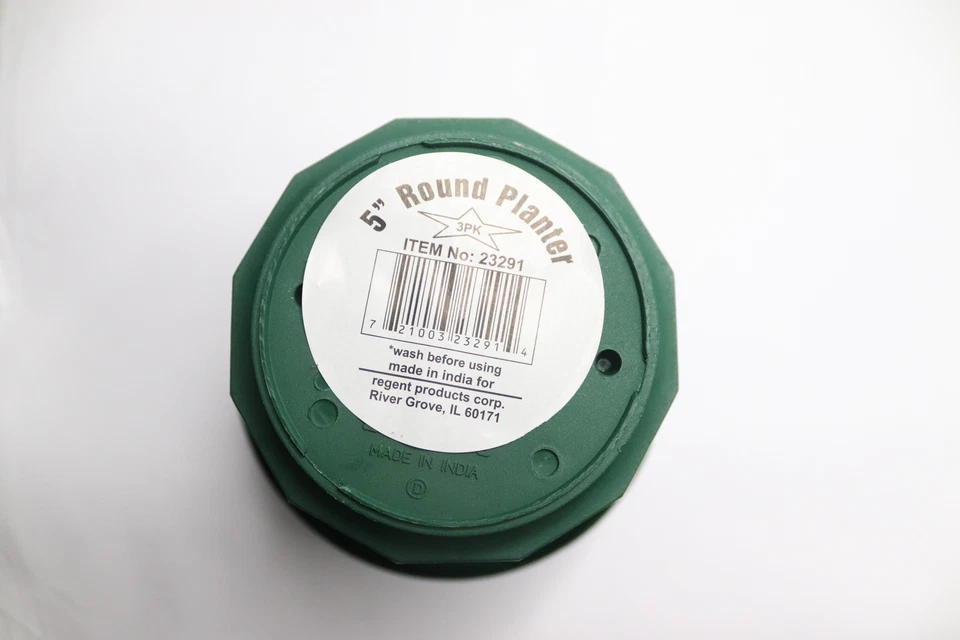 5” Round Planter
3PK
ITEM No: 23291
7 21003 23291 4
*wash before using
made in india for
regent products corp.
River Grove, IL 60171
MADE IN INDIA
D